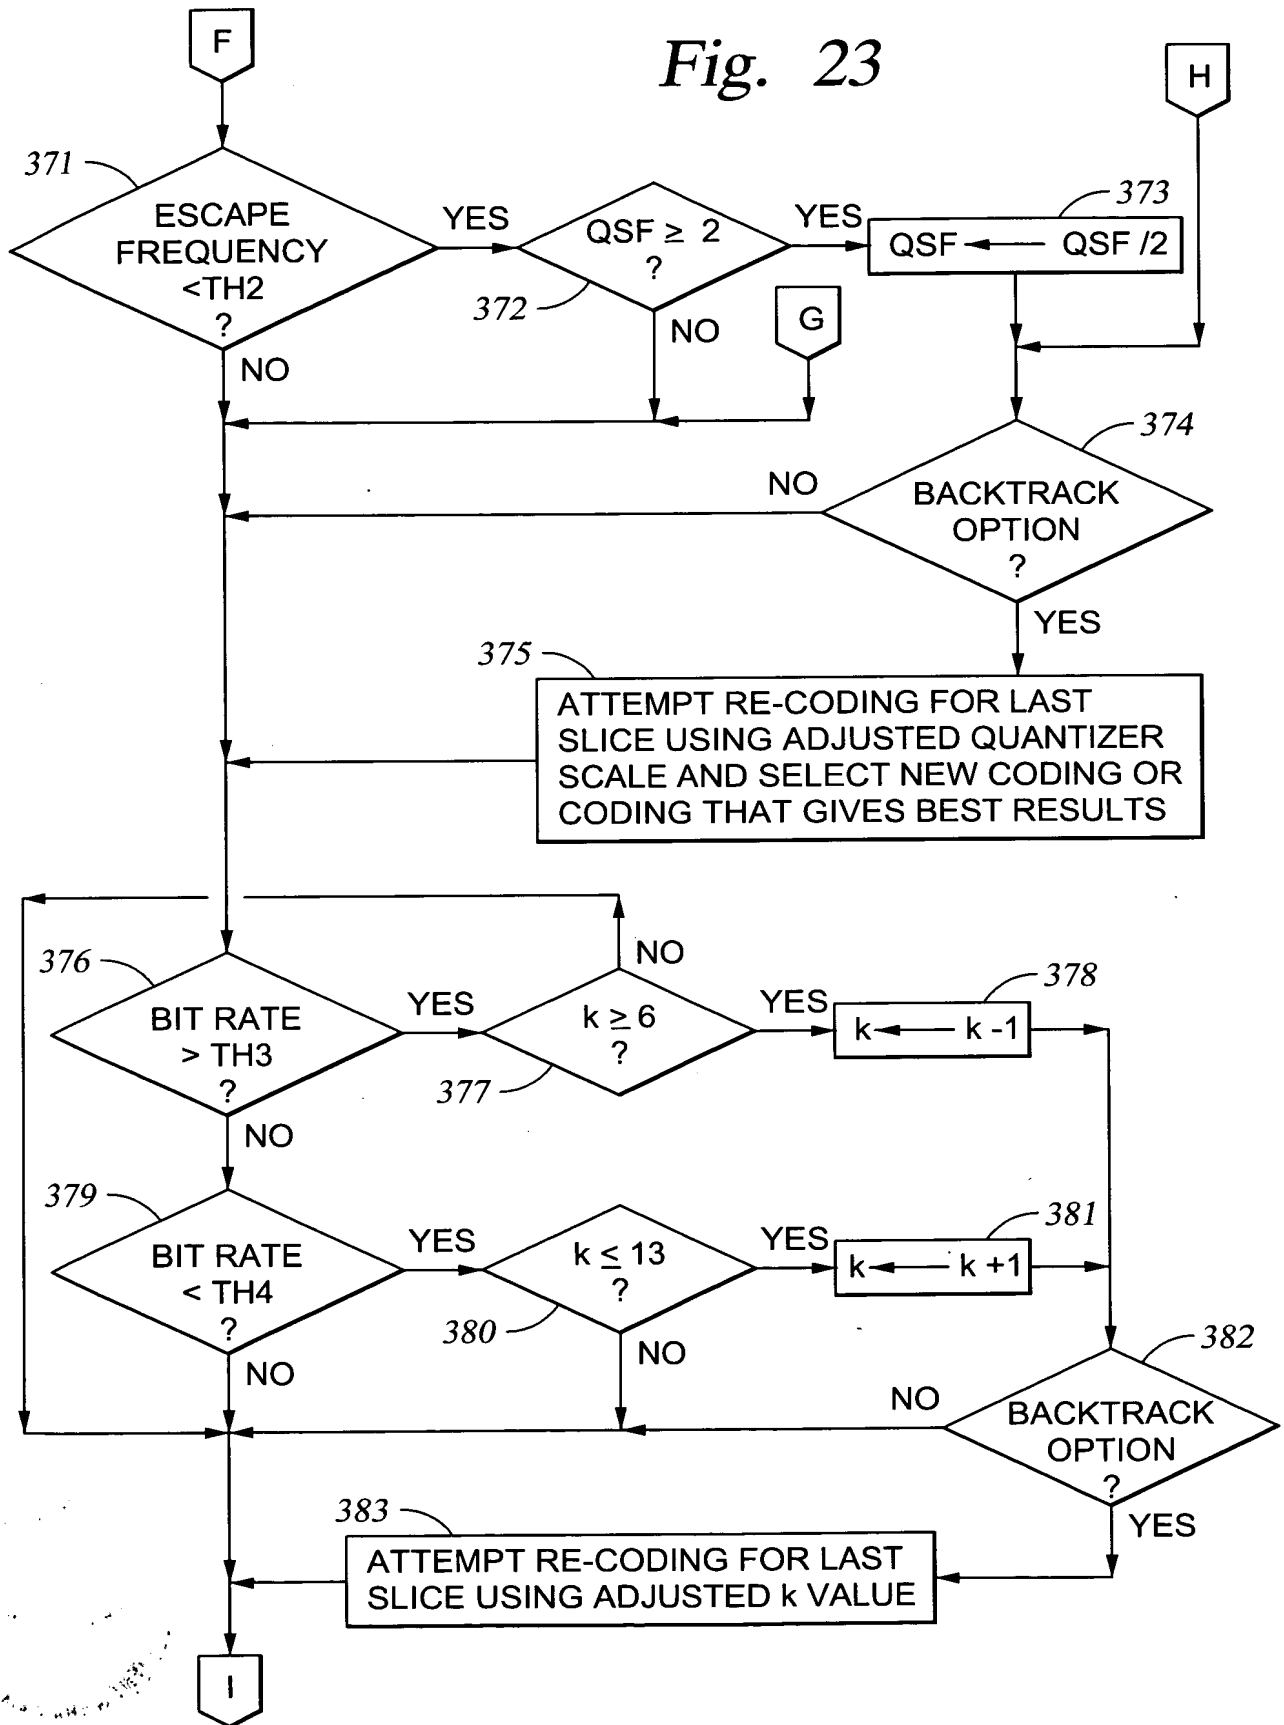 F
Fig. 23
H
371
ESCAPE
FREQUENCY
<TH2
?
YES
NO
QSF ≥ 2
?
372
YES
NO
373
QSF ← QSF /2
G
374
BACKTRACK
OPTION
?
NO
YES
375
ATTEMPT RE-CODING FOR LAST
SLICE USING ADJUSTED QUANTIZER
SCALE AND SELECT NEW CODING OR
CODING THAT GIVES BEST RESULTS
376
BIT RATE
> TH3
?
YES
NO
NO
k ≥ 6
?
377
YES
378
k ← k -1
379
BIT RATE
< TH4
?
YES
NO
k ≤ 13
?
380
YES
NO
381
k ← k +1
382
BACKTRACK
OPTION
?
NO
YES
383
ATTEMPT RE-CODING FOR LAST
SLICE USING ADJUSTED k VALUE
I